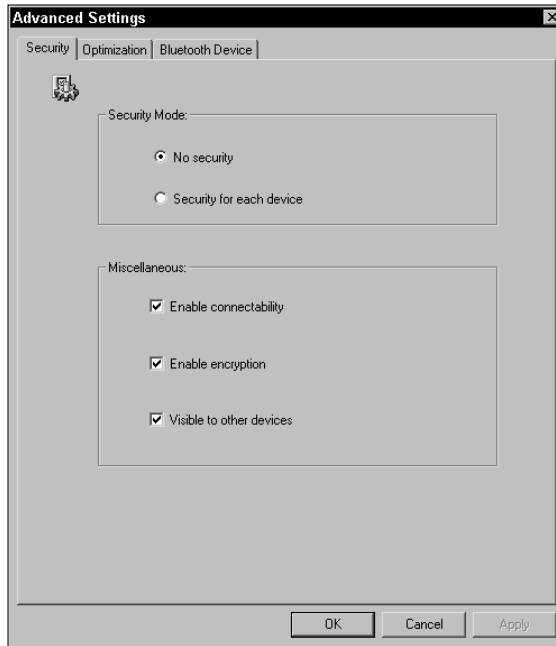 Advanced Settings
Security Optimization Bluetooth Device
Security Mode:
No security
Security for each device
Miscellaneous:
Enable connectability
Enable encryption
Visible to other devices
OK Cancel Apply